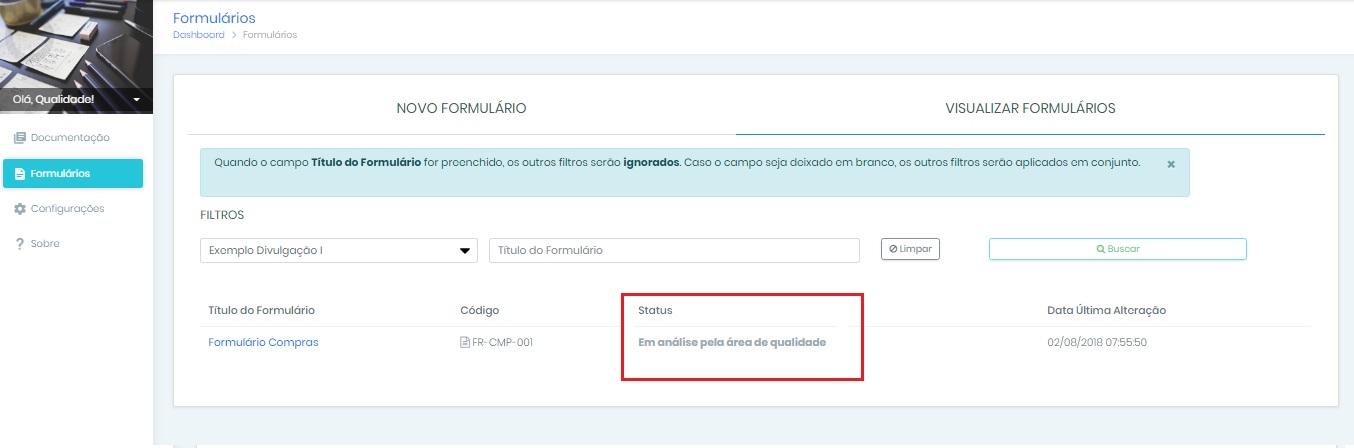 Formulários
Dashboard > Formulários
Olá, Qualidade!
Documentação
Formulários
Configurações
? Sobre
NOVO FORMULÁRIO
VISUALIZAR FORMULÁRIOS
Quando o campo Título do Formulário for preenchido, os outros filtros serão ignorados. Caso o campo seja deixado em branco, os outros filtros serão aplicados em conjunto.
×
FILTROS
Exemplo Divulgação I
Título do Formulário
Limpar
Buscar
Título do Formulário Código Status Data Última Alteração
Formulário Compras FR-CMP-001 Em análise pela área de qualidade 02/08/2018 07:55:50